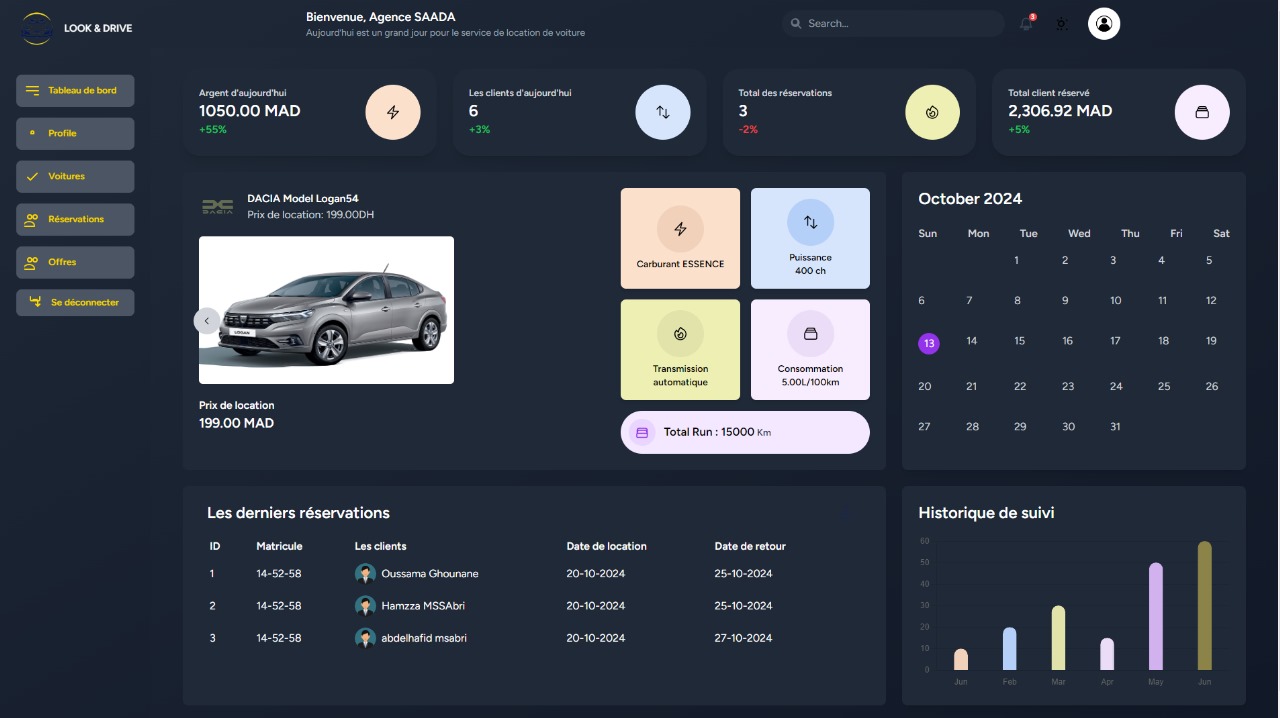 LOOK & DRIVE
Bienvenue, Agence SAADA
Aujourd'hui est un grand jour pour le service de location de voiture
Search...
3
Tableau de bord
Profile
Voitures
Réservations
Offres
Se déconnecter
Argent d'aujourd'hui
1050.00 MAD
+55%
Les clients d'aujourd'hui
6
+3%
Total des réservations
3
-2%
Total client réservé
2,306.92 MAD
+5%
DACIA
DACIA Model Logan54
Prix de location: 199.00DH
LOGAN
Prix de location
199.00 MAD
Carburant ESSENCE
Puissance
400 ch
Transmission
automatique
Consommation
5.00L/100km
Total Run : 15000 Km
October 2024
Sun Mon Tue Wed Thu Fri Sat
1 2 3 4 5
6 7 8 9 10 11 12
13 14 15 16 17 18 19
20 21 22 23 24 25 26
27 28 29 30 31
Les derniers réservations
ID Matricule Les clients Date de location Date de retour
1 14-52-58 Oussama Ghounane 20-10-2024 25-10-2024
2 14-52-58 Hamzza MSSAbri 20-10-2024 25-10-2024
3 14-52-58 abdelhafid msabri 20-10-2024 27-10-2024
Historique de suivi
60
50
40
30
20
10
0
Jun Feb Mar Apr May Jun